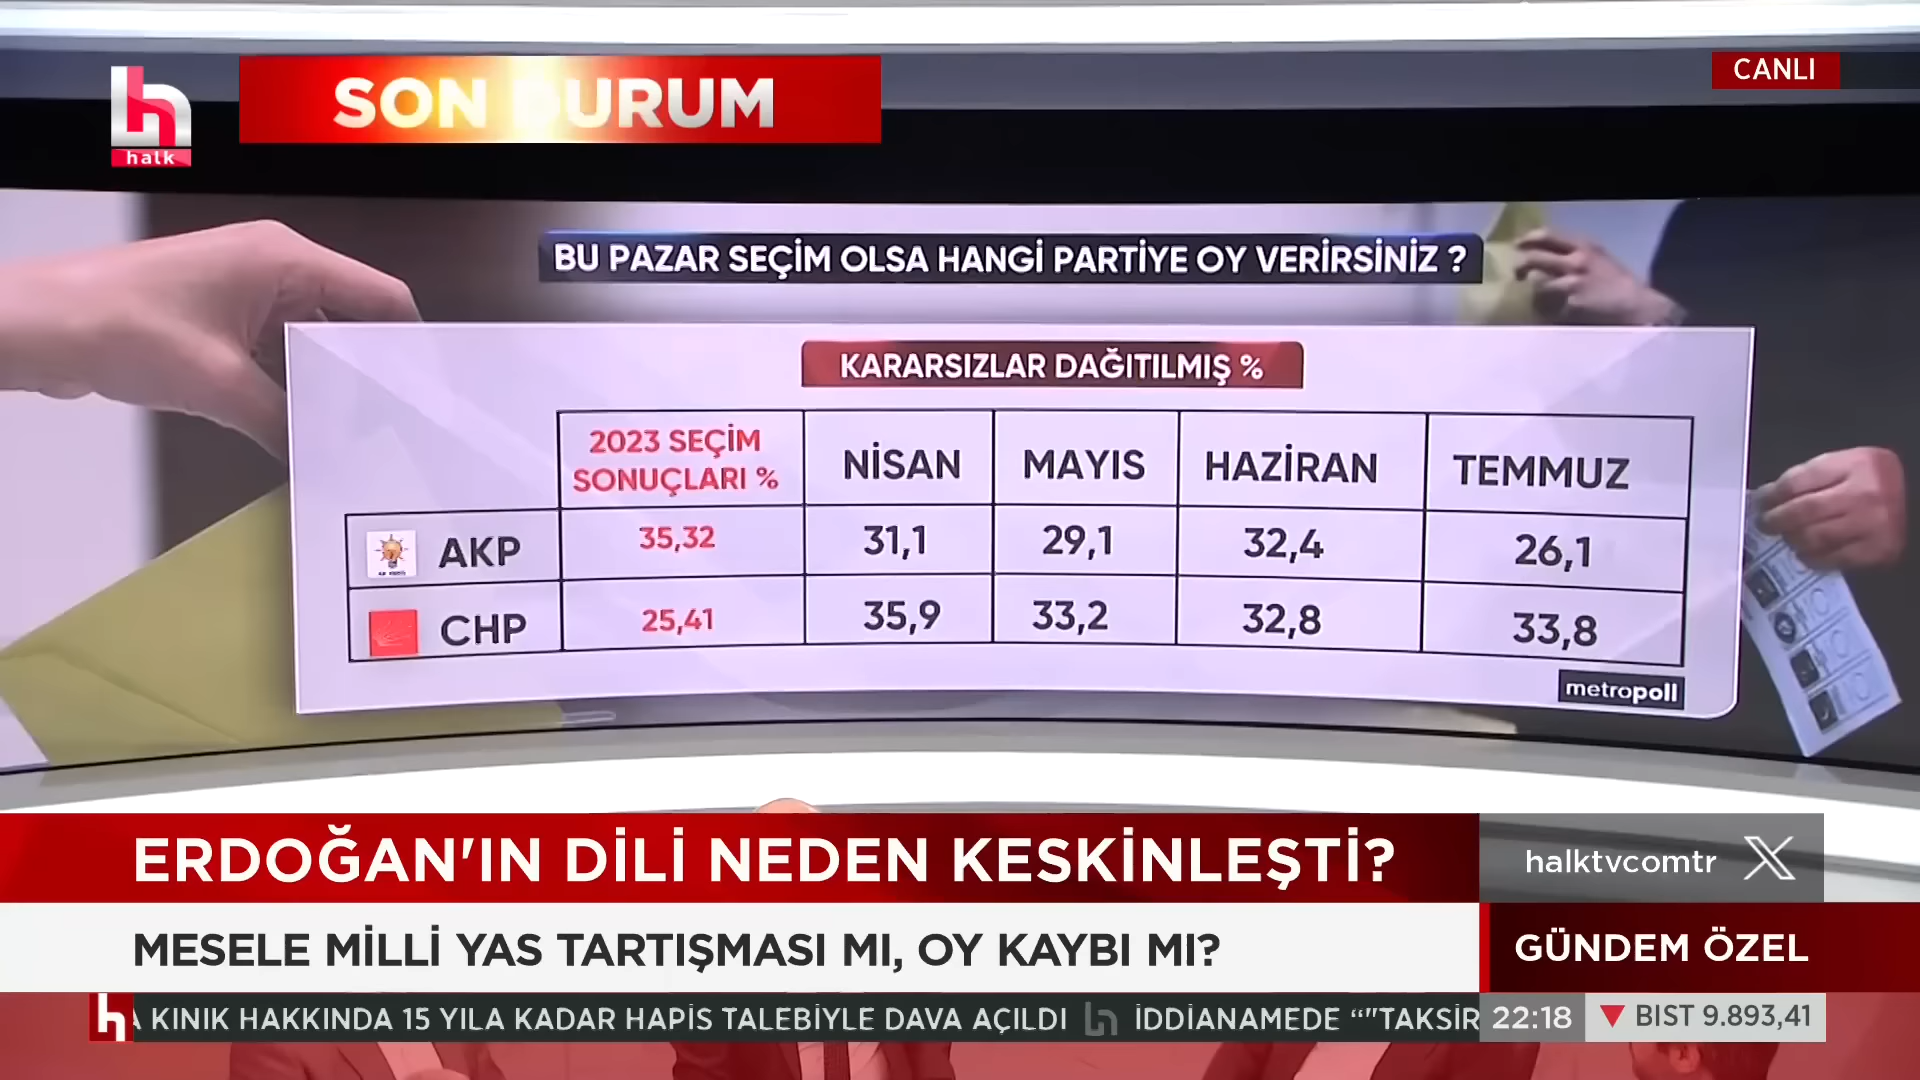 halk
SON DURUM
CANLI
BU PAZAR SEÇİM OLSA HANGİ PARTİYE OY VERİRSİNİZ ?
KARARSIZLAR DAĞITILMIŞ %
2023 SEÇİM
SONUÇLARI %
NİSAN
MAYIS
HAZİRAN
TEMMUZ
AKP 35,32 31,1 29,1 32,4 26,1
CHP 25,41 35,9 33,2 32,8 33,8
metropoll
ERDOĞAN'IN DİLİ NEDEN KESKİNLEŞTİ?
halktvcomtr
MESELE MİLLİ YAS TARTIŞMASI MI, OY KAYBI MI?
GÜNDEM ÖZEL
KINIK HAKKINDA 15 YILA KADAR HAPİS TALEBİYLE DAVA AÇILDI İDDİANAMEDE “"TAKSİR
22:18
BIST 9.893,41